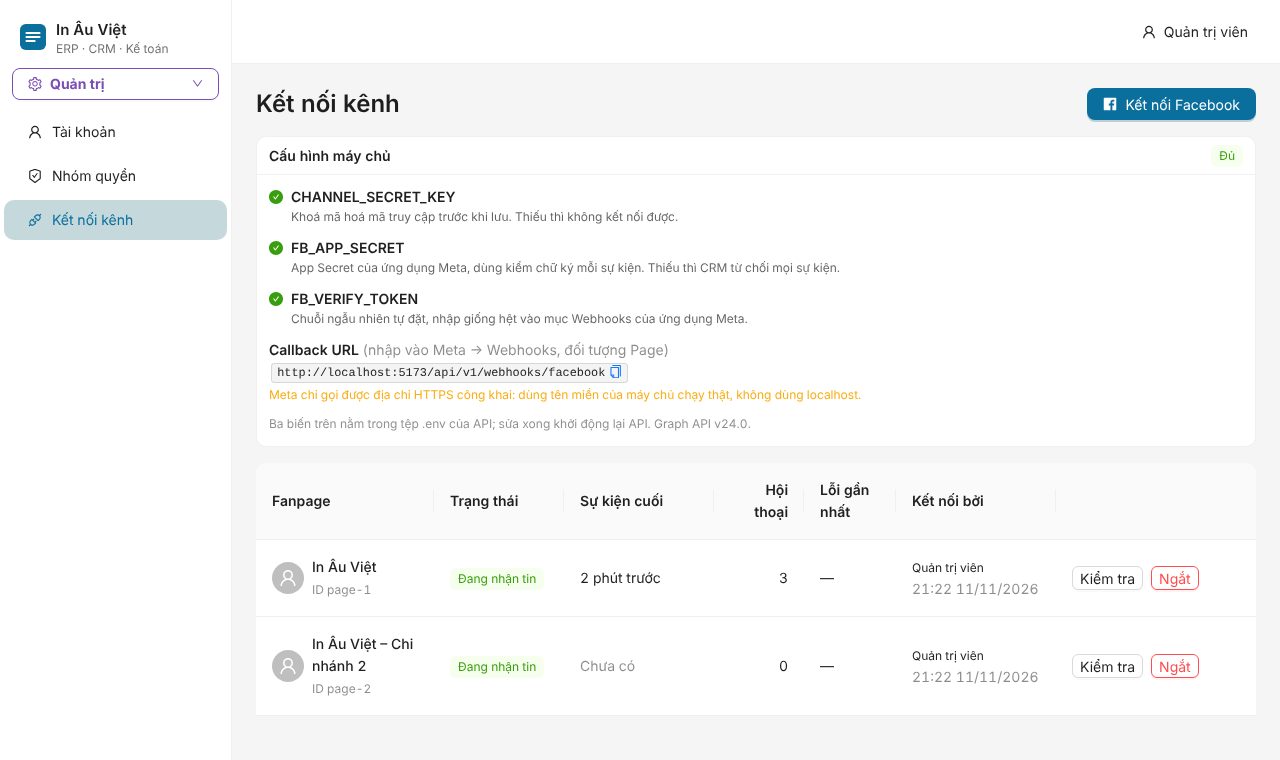 In Âu Việt
ERP · CRM · Kế toán
Quản trị
Tài khoản
Nhóm quyền
Kết nối kênh
Quản trị viên
Kết nối kênh
Kết nối Facebook
Cấu hình máy chủ
Đủ
CHANNEL_SECRET_KEY
Khoá mã hoá mã truy cập trước khi lưu. Thiếu thì không kết nối được.
FB_APP_SECRET
App Secret của ứng dụng Meta, dùng kiểm chữ ký mỗi sự kiện. Thiếu thì CRM từ chối mọi sự kiện.
FB_VERIFY_TOKEN
Chuỗi ngẫu nhiên tự đặt, nhập giống hệt vào mục Webhooks của ứng dụng Meta.
Callback URL (nhập vào Meta → Webhooks, đối tượng Page)
http://localhost:5173/api/v1/webhooks/facebook
Meta chỉ gọi được địa chỉ HTTPS công khai: dùng tên miền của máy chủ chạy thật, không dùng localhost.
Ba biến trên nằm trong tệp .env của API; sửa xong khởi động lại API. Graph API v24.0.
Fanpage
Trạng thái
Sự kiện cuối
Hội
thoại
Lỗi gần
nhất
Kết nối bởi
In Âu Việt
ID page-1
Đang nhận tin
2 phút trước
3
—
Quản trị viên
21:22 11/11/2026
Kiểm tra
Ngắt
In Âu Việt – Chi
nhánh 2
ID page-2
Đang nhận tin
Chưa có
0
—
Quản trị viên
21:22 11/11/2026
Kiểm tra
Ngắt